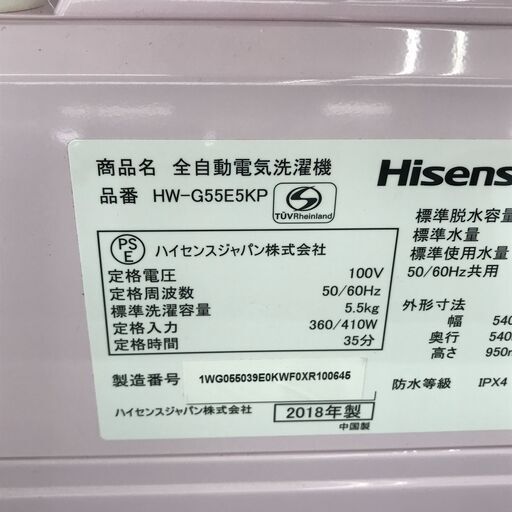 商品名 全自動電気洗濯機
品番 HW-G55E5KP
TÜVRheinland
Hisens
PS
E
ハイセンスジャパン株式会社
定格電圧 100V
定格周波数 50/60Hz
標準洗濯容量 5.5kg
定格入力 360/410W
定格時間 35分
標準脱水容量
標準水量
標準使用水量
50/60Hz共用
外形寸法
幅 540
奥行 540
高さ 950m
防水等級 IPX4
製造番号 1WG055039E0KWF0XR100645
ハイセンスジャパン株式会社 2018年製
中国製